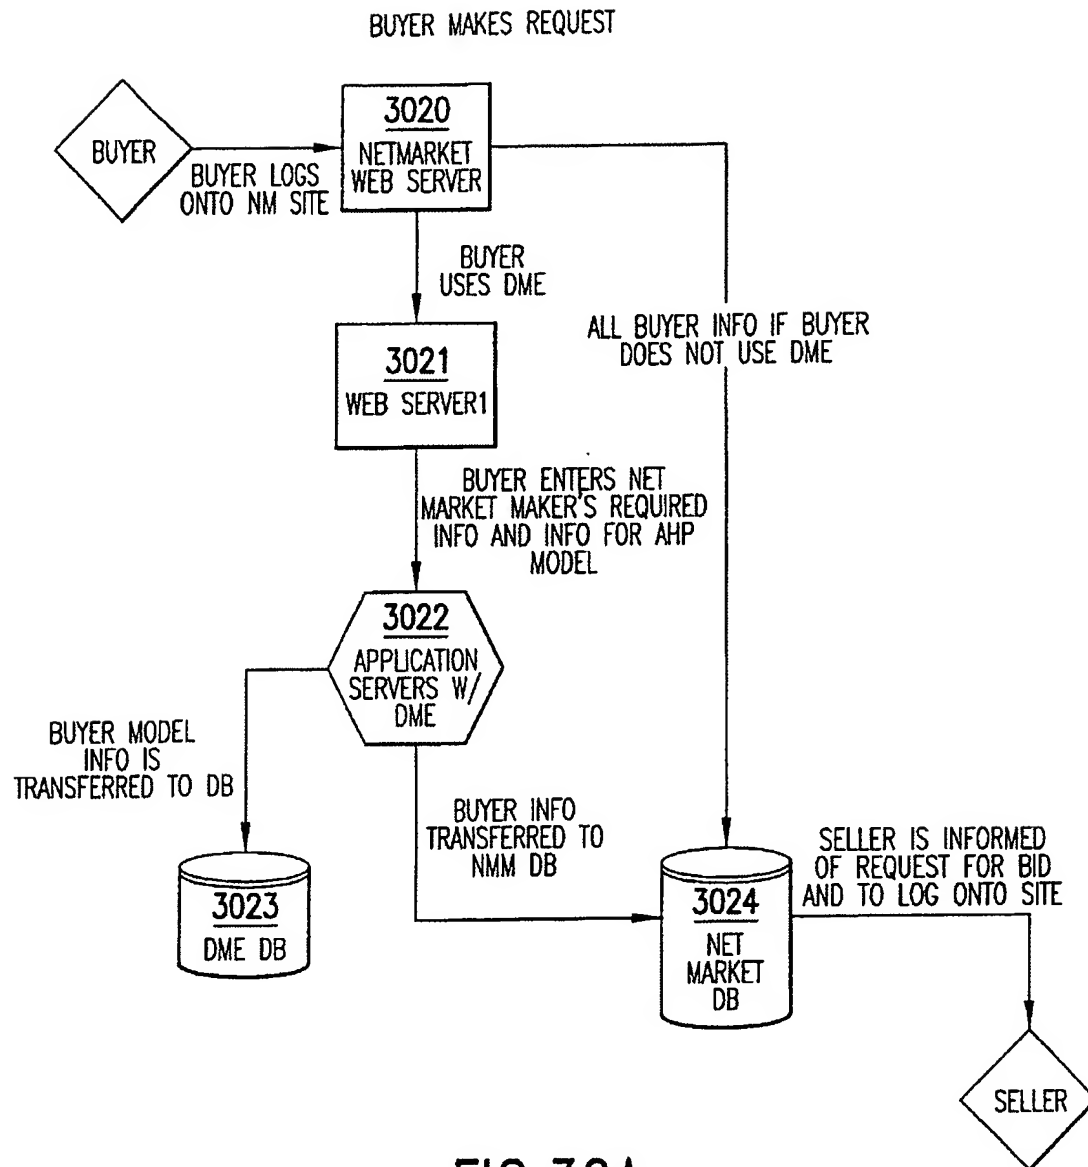 BUYER MAKES REQUEST
BUYER
BUYER LOGS
ONTO NM SITE
3020
NETMARKET
WEB SERVER
BUYER
USES DME
ALL BUYER INFO IF BUYER
DOES NOT USE DME
3021
WEB SERVER1
BUYER ENTERS NET
MARKET MAKER'S REQUIRED
INFO AND INFO FOR AHP
MODEL
3022
APPLICATION
SERVERS W/
DME
BUYER MODEL
INFO IS
TRANSFERRED TO DB
BUYER INFO
TRANSFERRED TO
NMM DB
3023
DME DB
3024
NET
MARKET
DB
SELLER IS INFORMED
OF REQUEST FOR BID
AND TO LOG ONTO SITE
SELLER
FIG.30A